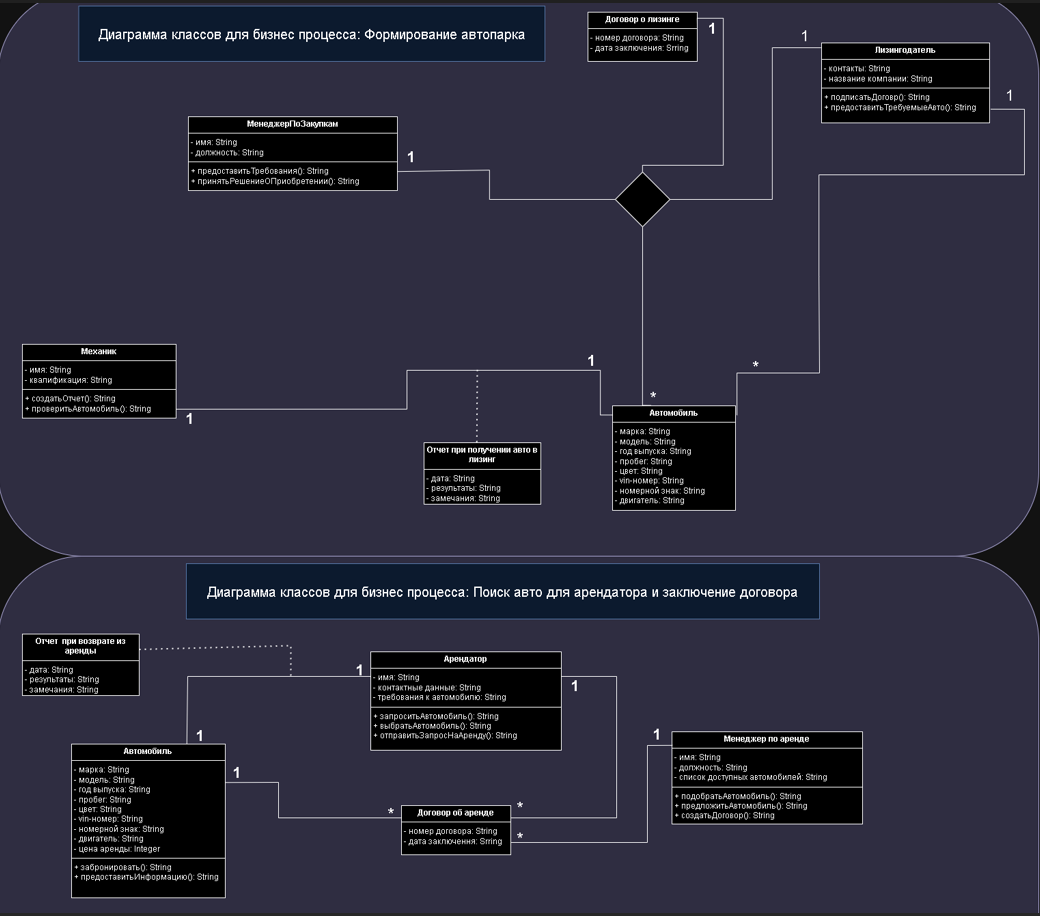 Диаграмма классов для бизнес процесса: Формирование автопарка
Договор о лизинге
- номер договора: String
- дата заключения: Srring
1
1
Лизингодатель
- контакты: String
- название компании: String
+ подписатьДоговр(): String
+ предоставитьТребуемыеАвто(): String
1
МенеджерПоЗакупкам
- имя: String
- должность: String
+ предоставитьТребования(): String
+ принятьРешениеОПриобретении(): String
1
Механик
- имя: String
- квалификация: String
+ создатьОтчет(): String
+ проверитьАвтомобиль(): String
1
1
*
*
Отчет при получении авто в
лизинг
- дата: String
- результаты: String
- замечания: String
Автомобиль
- марка: String
- модель: String
- год выпуска: String
- пробег: String
- цвет: String
- vin-номер: String
- номерной знак: String
- двигатель: String
Диаграмма классов для бизнес процесса: Поиск авто для арендатора и заключение договора
Отчет при возврате из
аренды
- дата: String
- результаты: String
- замечания: String
1
Арендатор
- имя: String
- контактные данные: String
- требования к автомобилю: String
+ запроситьАвтомобиль(): String
+ выбратьАвтомобиль(): String
+ отправитьЗапросНаАренду(): String
1
1
Менеджер по аренде
- имя: String
- должность: String
- список доступных автомобилей: String
+ подобратьАвтомобиль(): String
+ предложитьАвтомобиль(): String
+ создатьДоговор(): String
1
Автомобиль
- марка: String
- модель: String
- год выпуска: String
- пробег: String
- цвет: String
- vin-номер: String
- номерной знак: String
- двигатель: String
- цена аренды: Integer
+ забронировать(): String
+ предоставитьИнформацию(): String
1
*
*
*
Договор об аренде
- номер договора: String
- дата заключення: Srring